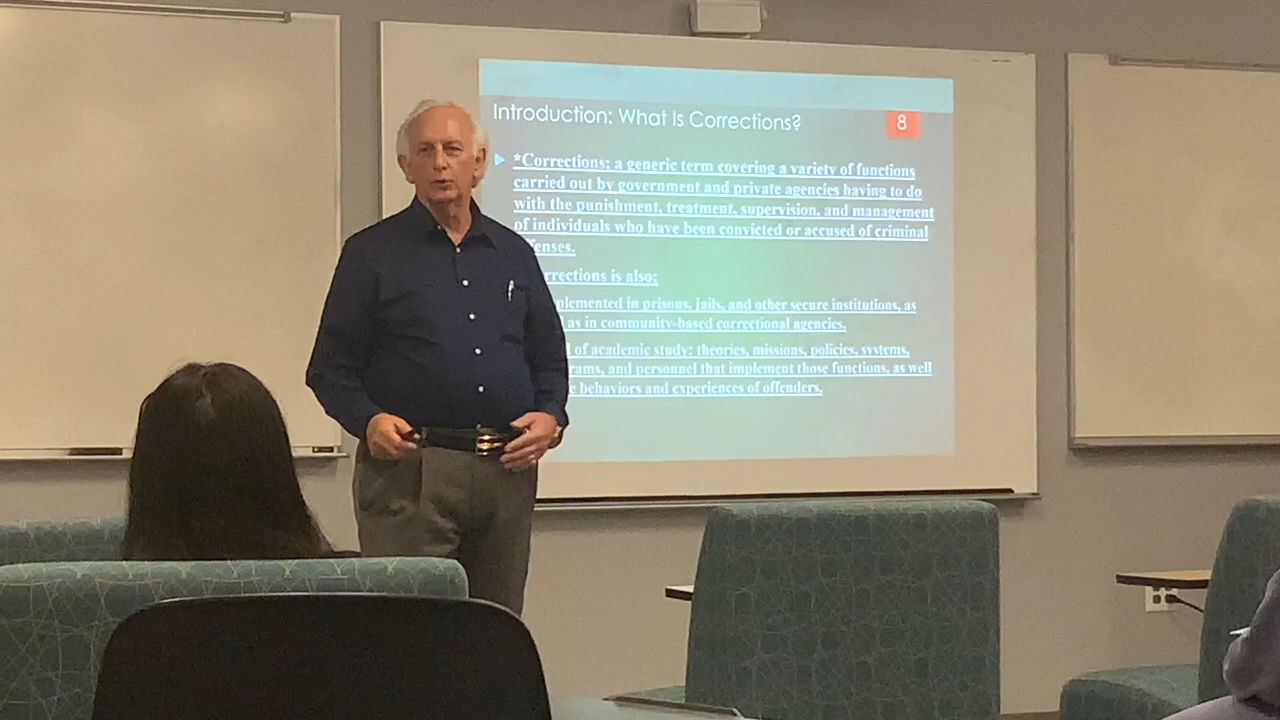 Introduction: What Is Corrections?
8
*Corrections: a generic term covering a variety of functions
carried out by government and private agencies having to do
with the punishment, treatment, supervision, and management
of individuals who have been convicted or accused of criminal
enses.
rrections is also:
plemented in prisons, jails, and other secure institutions, as
as in community-based correctional agencies.
of academic study: theories, missions, policies, systems,
rams, and personnel that implement those functions, as well
behaviors and experiences of offenders.